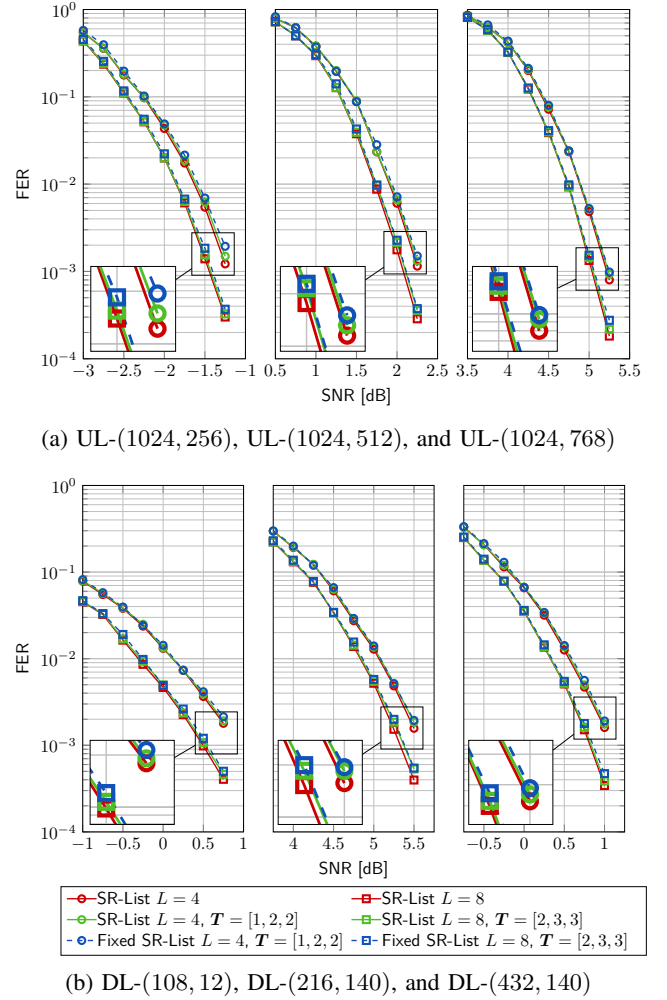 10^0
10^-1
10^-2
10^-3
10^-4
FER
-3 -2.5 -2 -1.5 -1
0.5 1 1.5 2 2.5
3.5 4 4.5 5 5.5
SNR [dB]
(a) UL-(1024, 256), UL-(1024, 512), and UL-(1024, 768)
10^0
10^-1
10^-2
10^-3
10^-4
FER
-1 -0.5 0 0.5 1
4 4.5 5 5.5
-0.5 0 0.5 1
SNR [dB]
SR-List L = 4
SR-List L = 8
SR-List L = 4, T = [1, 2, 2]
SR-List L = 8, T = [2, 3, 3]
Fixed SR-List L = 4, T = [1, 2, 2]
Fixed SR-List L = 8, T = [2, 3, 3]
(b) DL-(108, 12), DL-(216, 140), and DL-(432, 140)